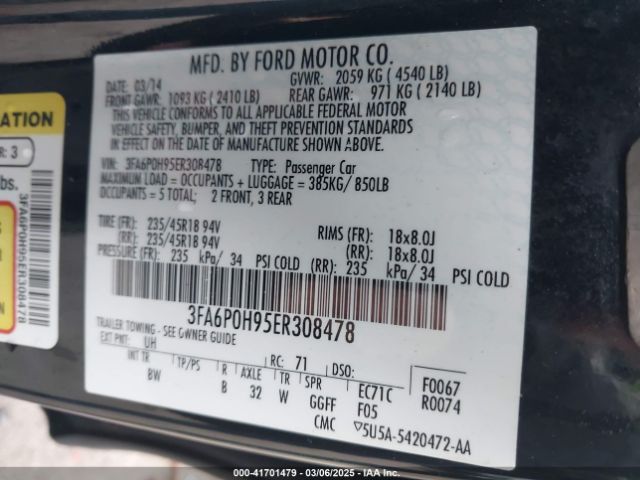 MFD. BY FORD MOTOR CO.
DATE: 03/14 GVWR: 2059 KG ( 4540 LB)
FRONT GAWR: 1093 KG ( 2410 LB) REAR GAWR: 971 KG ( 2140 LB)
THIS VEHICLE CONFORMS TO ALL APPLICABLE FEDERAL MOTOR
VEHICLE SAFETY, BUMPER, AND THEFT PREVENTION STANDARDS
IN EFFECT ON THE DATE OF MANUFACTURE SHOWN ABOVE.
VIN: 3FA6P0H95ER308478 TYPE: Passenger Car
MAXIMUM LOAD = OCCUPANTS + LUGGAGE = 385KG/ 850LB
OCCUPANTS = 5 TOTAL; 2 FRONT, 3 REAR
TIRE (FR): 235/45R18 94V RIMS (FR): 18x8.0J
(RR): 235/45R18 94V (RR): 18x8.0J
PRESSURE (FR): 235 kPa/ 34 PSI COLD (RR): 235 kPa/ 34 PSI COLD
3FA6P0H95ER308478
TRAILER TOWING - SEE OWNER GUIDE
EXT PNT: UH RC: 71 DSO:
INT TR TP/PS R AXLE TR SPR EC71C F0067
BW B 32 W GGFF F05 R0074
CMC ▽5U5A-5420472-AA
ATION
R: 3
bs.
3FA6P0H95ER308478
000-41701479 - 03/06/2025 - IAA Inc.